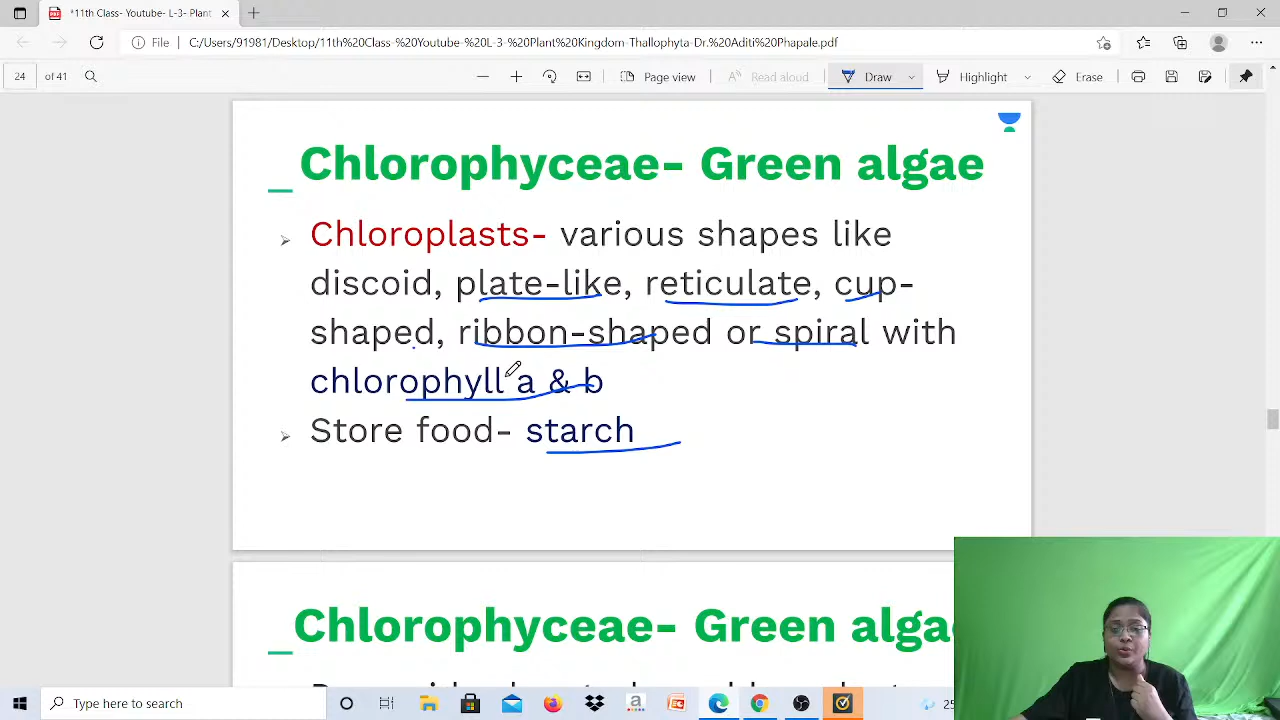 *11th Class- Youtube- L-3- Plant
File
C:/Users/91981/Desktop/11th%20Class-%20Youtube-%20L-3%20Plant%20Kingdom-Thallophyta-Dr.%20Aditi%20Phapale.pdf
24 of 41
Page view
Read aloud
Draw
Highlight
Erase
_Chlorophyceae- Green algae
Chloroplasts- various shapes like
discoid, plate-like, reticulate, cup-
shaped, ribbon-shaped or spiral with
chlorophyll a & b
Store food- starch
_Chlorophyceae- Green algae
Type here to search